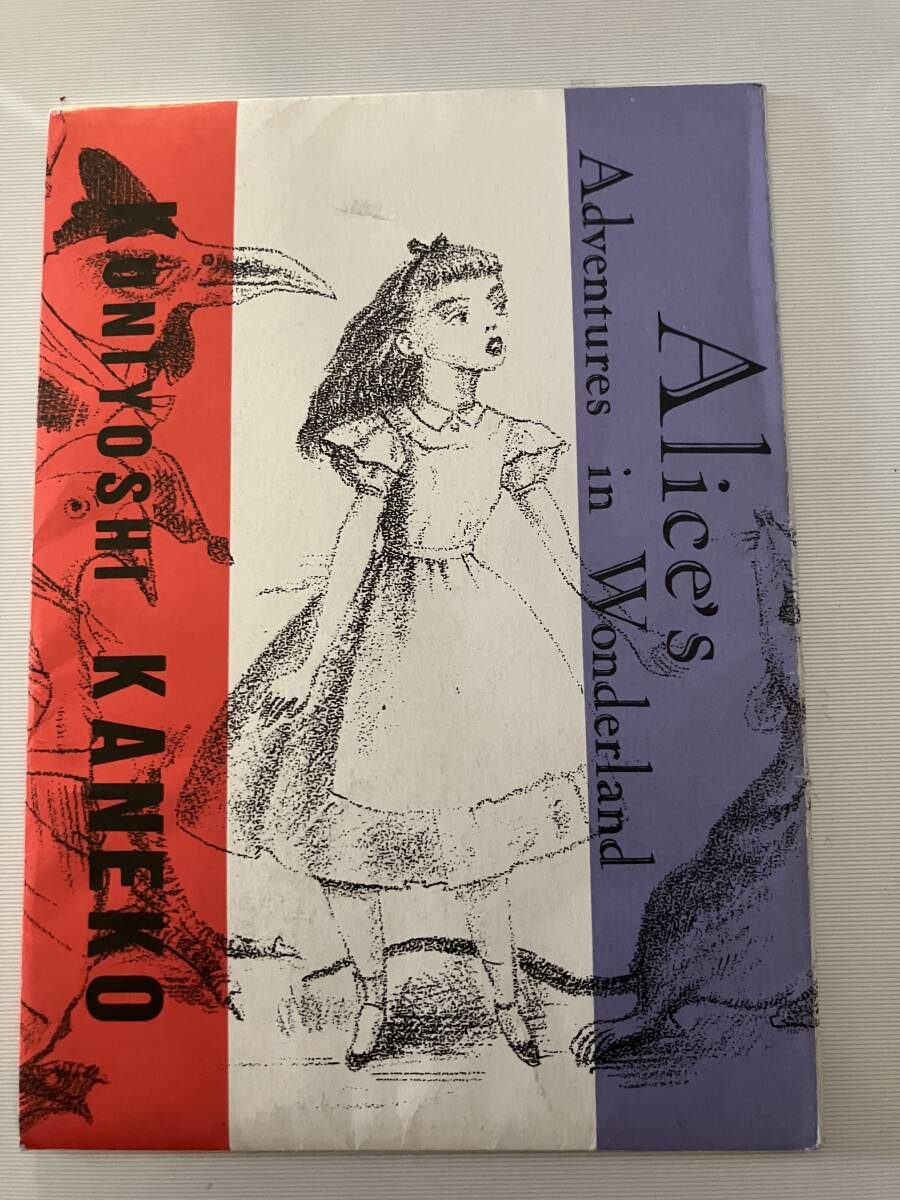 Alice's
Adventures in Wonderland
KUNIYOSHI KANEKO